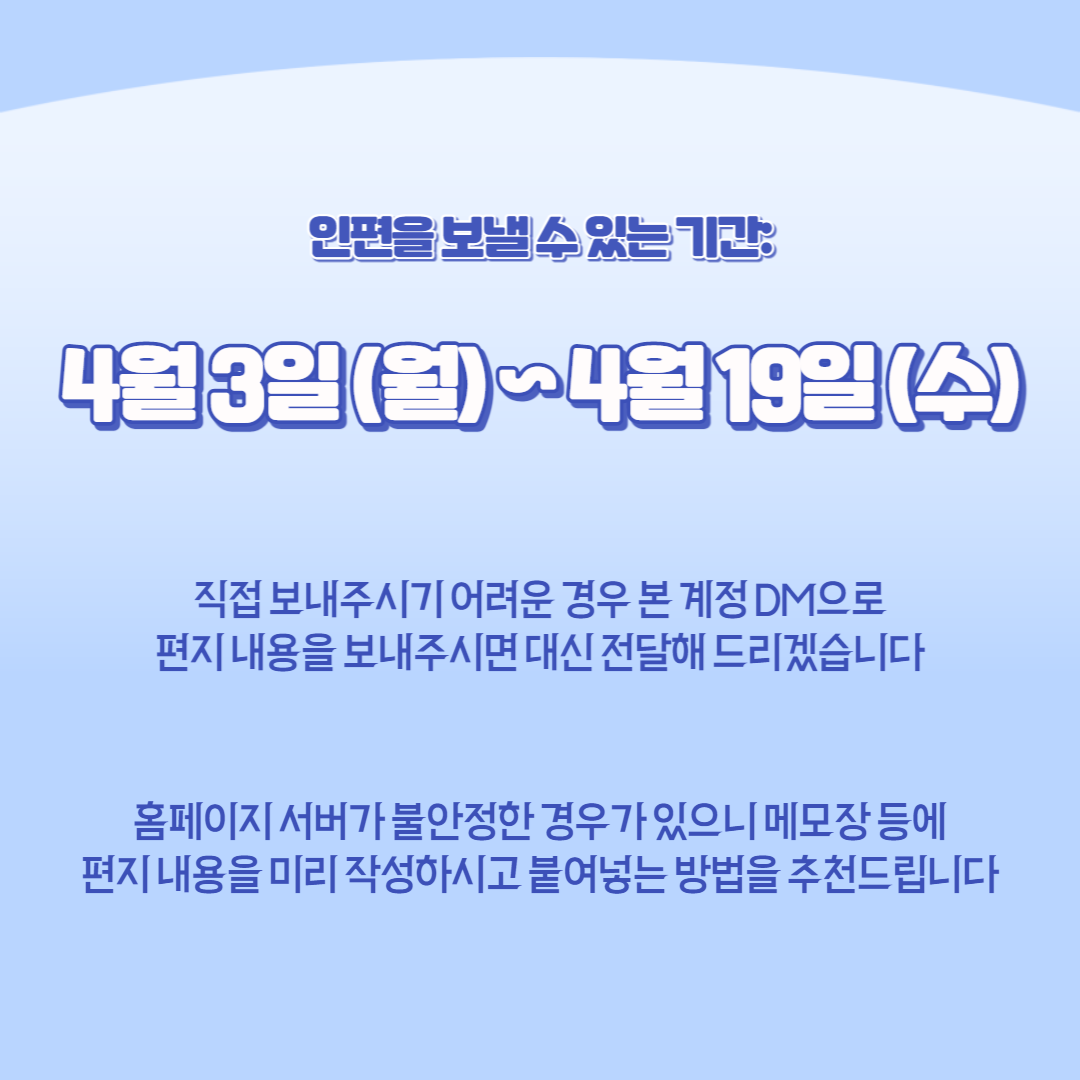 인편을 보낼 수 있는 기간:
4월 3일 (월) ~ 4월 19일 (수)
직접 보내주시기 어려운 경우 본 계정 DM으로
편지 내용을 보내주시면 대신 전달해 드리겠습니다
홈페이지 서버가 불안정한 경우가 있으니 메모장 등에
편지 내용을 미리 작성하시고 붙여넣는 방법을 추천드립니다